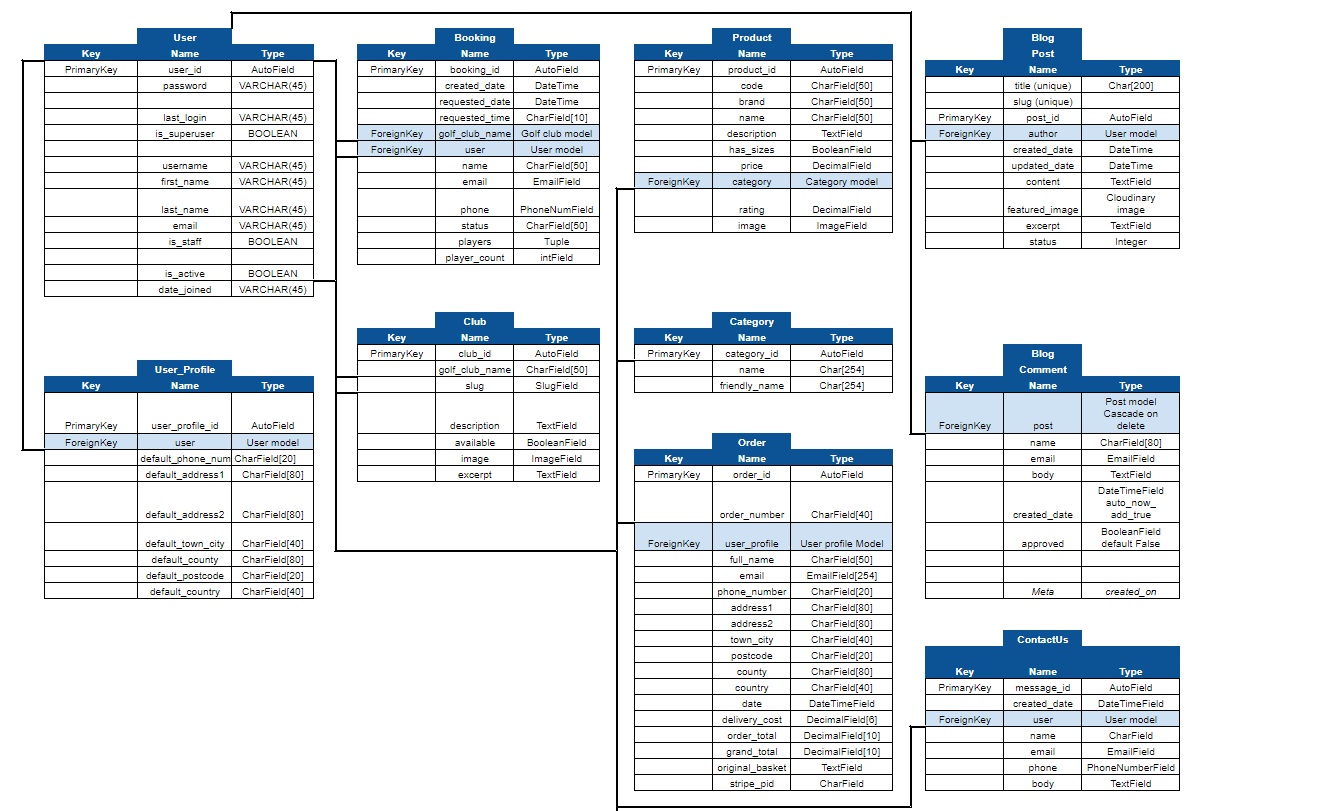 User
Key Name Type
PrimaryKey user_id AutoField
password VARCHAR(45)
last_login VARCHAR(45)
is_superuser BOOLEAN
username VARCHAR(45)
first_name VARCHAR(45)
last_name VARCHAR(45)
email VARCHAR(45)
is_staff BOOLEAN
is_active BOOLEAN
date_joined VARCHAR(45)
User_Profile
Key Name Type
PrimaryKey user_profile_id AutoField
ForeignKey user User model
default_phone_num CharField[20]
default_address1 CharField[80]
default_address2 CharField[80]
default_town_city CharField[40]
default_county CharField[80]
default_postcode CharField[20]
default_country CharField[40]
Booking
Key Name Type
PrimaryKey booking_id AutoField
created_date DateTime
requested_date DateTime
requested_time CharField[10]
ForeignKey golf_club_name Golf club model
ForeignKey user User model
name CharField[50]
email EmailField
phone PhoneNumField
status CharField[50]
players Tuple
player_count intField
Club
Key Name Type
PrimaryKey club_id AutoField
golf_club_name CharField[50]
slug SlugField
description TextField
available BooleanField
image ImageField
excerpt TextField
Product
Key Name Type
PrimaryKey product_id AutoField
code CharField[50]
brand CharField[50]
name CharField[50]
description TextField
has_sizes BooleanField
price DecimalField
ForeignKey category Category model
rating DecimalField
image ImageField
Category
Key Name Type
PrimaryKey category_id AutoField
name Char[254]
friendly_name Char[254]
Order
Key Name Type
PrimaryKey order_id AutoField
order_number CharField[40]
ForeignKey user_profile User profile Model
full_name CharField[50]
email EmailField[254]
phone_number CharField[20]
address1 CharField[80]
address2 CharField[80]
town_city CharField[40]
postcode CharField[20]
county CharField[80]
country CharField[40]
date DateTimeField
delivery_cost DecimalField[6]
order_total DecimalField[10]
grand_total DecimalField[10]
original_basket TextField
stripe_pid CharField
Blog
Post
Key Name Type
title (unique) Char[200]
slug (unique)
PrimaryKey post_id AutoField
ForeignKey author User model
created_date DateTime
updated_date DateTime
content TextField
Cloudinary
featured_image image
excerpt TextField
status Integer
Blog
Comment
Key Name Type
Post model
Cascade on
ForeignKey post delete
name CharField[80]
email EmailField
body TextField
DateTimeField
auto_now_
created_date add_true
BooleanField
approved default False
Meta created_on
ContactUs
Key Name Type
PrimaryKey message_id AutoField
created_date DateTimeField
ForeignKey user User model
name CharField
email EmailField
phone PhoneNumberField
body TextField